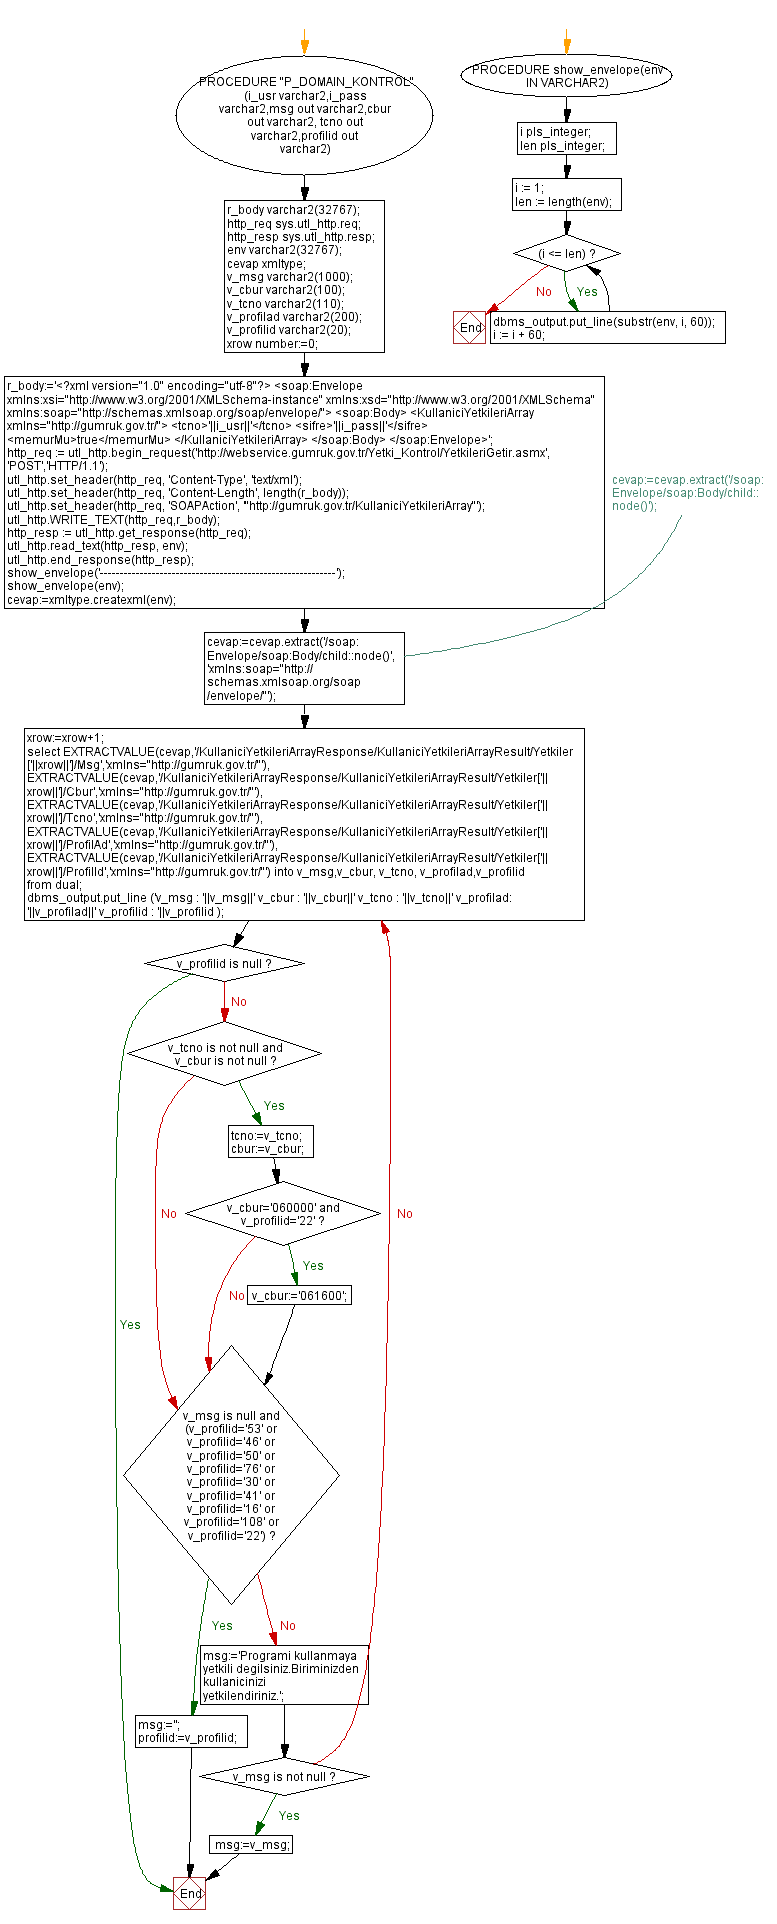 PROCEDURE "P_DOMAIN_KONTROL"
(i_usr varchar2,i_pass
varchar2,msg out varchar2,cbur
out varchar2, tcno out
varchar2,profilid out
varchar2)
r_body varchar2(32767);
http_req sys.utl_http.req;
http_resp sys.utl_http.resp;
env varchar2(32767);
cevap xmltype;
v_msg varchar2(1000);
v_cbur varchar2(100);
v_tcno varchar2(110);
v_profilad varchar2(200);
v_profilid varchar2(20);
xrow number:=0;
PROCEDURE show_envelope(env
IN VARCHAR2)
i pls_integer;
len pls_integer;
i := 1;
len := length(env);
(i <= len) ?
No
Yes
End
dbms_output.put_line(substr(env, i, 60));
i := i + 60;
r_body:='<?xml version="1.0" encoding="utf-8"?> <soap:Envelope
xmlns:xsi="http://www.w3.org/2001/XMLSchema-instance" xmlns:xsd="http://www.w3.org/2001/XMLSchema"
xmlns:soap="http://schemas.xmlsoap.org/soap/envelope/"> <soap:Body> <KullaniciYetkileriArray
xmlns="http://gumruk.gov.tr/"> <tcno>'||i_usr||'</tcno> <sifre>'||i_pass||'</sifre>
<memurMu>true</memurMu> </KullaniciYetkileriArray> </soap:Body> </soap:Envelope>';
http_req := utl_http.begin_request('http://webservice.gumruk.gov.tr/Yetki_Kontrol/YetkileriGetir.asmx',
'POST','HTTP/1.1');
utl_http.set_header(http_req, 'Content-Type', 'text/xml');
utl_http.set_header(http_req, 'Content-Length', length(r_body));
utl_http.set_header(http_req, 'SOAPAction', '"http://gumruk.gov.tr/KullaniciYetkileriArray"');
utl_http.WRITE_TEXT(http_req,r_body);
http_resp := utl_http.get_response(http_req);
utl_http.read_text(http_resp, env);
utl_http.end_response(http_resp);
show_envelope('-----------------------------------------------------------');
show_envelope(env);
cevap:=xmltype.createxml(env);
cevap:=cevap.extract('/soap:
Envelope/soap:Body/child::
node()');
cevap:=cevap.extract('/soap:
Envelope/soap:Body/child::node()',
'xmlns:soap="http://
schemas.xmlsoap.org/soap
/envelope/"');
xrow:=xrow+1;
select EXTRACTVALUE(cevap,'/KullaniciYetkileriArrayResponse/KullaniciYetkileriArrayResult/Yetkiler
['||xrow||']/Msg','xmlns="http://gumruk.gov.tr/"'),
EXTRACTVALUE(cevap,'/KullaniciYetkileriArrayResponse/KullaniciYetkileriArrayResult/Yetkiler['||
xrow||']/Cbur','xmlns="http://gumruk.gov.tr/"'),
EXTRACTVALUE(cevap,'/KullaniciYetkileriArrayResponse/KullaniciYetkileriArrayResult/Yetkiler['||
xrow||']/Tcno','xmlns="http://gumruk.gov.tr/"'),
EXTRACTVALUE(cevap,'/KullaniciYetkileriArrayResponse/KullaniciYetkileriArrayResult/Yetkiler['||
xrow||']/ProfilAd','xmlns="http://gumruk.gov.tr/"'),
EXTRACTVALUE(cevap,'/KullaniciYetkileriArrayResponse/KullaniciYetkileriArrayResult/Yetkiler['||
xrow||']/ProfilId','xmlns="http://gumruk.gov.tr/"') into v_msg,v_cbur, v_tcno, v_profilad,v_profilid
from dual;
dbms_output.put_line ('v_msg : '||v_msg||' v_cbur : '||v_cbur||' v_tcno : '||v_tcno||' v_profilad:
'||v_profilad||' v_profilid : '||v_profilid );
v_profilid is null ?
No
v_tcno is not null and
v_cbur is not null ?
Yes
tcno:=v_tcno;
cbur:=v_cbur;
v_cbur='060000' and
v_profilid='22' ?
No
No
Yes
No
v_cbur:='061600';
Yes
v_msg is null and
(v_profilid='53' or
v_profilid='46' or
v_profilid='50' or
v_profilid='76' or
v_profilid='30' or
v_profilid='41' or
v_profilid='16' or
v_profilid='108' or
v_profilid='22') ?
Yes
No
msg:='Programi kullanmaya
yetkili degilsiniz.Biriminizden
kullanicinizi
yetkilendiriniz.';
msg:='';
profilid:=v_profilid;
v_msg is not null ?
Yes
msg:=v_msg;
End